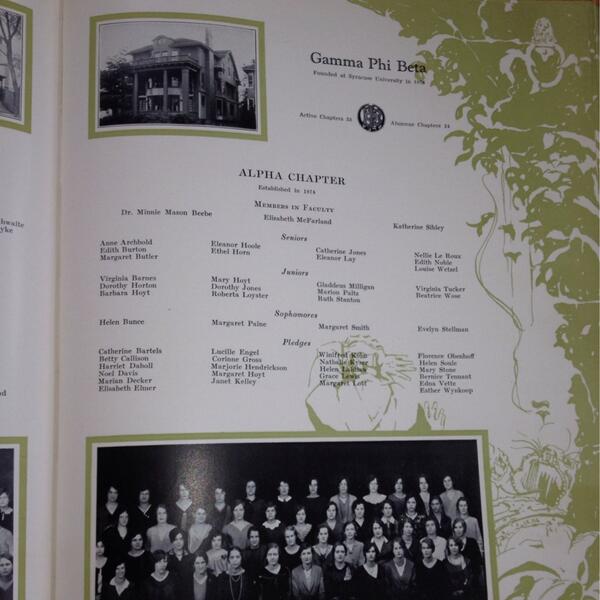 Gamma Phi Beta
Founded at Syracuse University in 1874
Active Chapters 33
Alumnae Chapters 34
ALPHA CHAPTER
Established in 1874
MEMBERS IN FACULTY
Dr. Minnie Mason Beebe
Elizabeth McFarland
Katherine Sibley
Seniors
Anne Archbold
Edith Burton
Margaret Butler
Eleanor Hoole
Ethel Horn
Catherine Jones
Eleanor Lay
Nellie Le Roux
Edith Noble
Louise Wetzel
Juniors
Virginia Barnes
Dorothy Horton
Barbara Hoyt
Mary Hoyt
Dorothy Jones
Roberta Loyster
Gladdeus Milligan
Marion Paltz
Ruth Stanton
Virginia Tucker
Beatrice Wose
Sophomores
Helen Bunce
Margaret Paine
Margaret Smith
Evelyn Stellman
Pledges
Catherine Bartels
Betty Callison
Harriet Daboll
Noel Davis
Marian Decker
Elisabeth Elmer
Lucille Engel
Corinne Gross
Marjorie Hendrickson
Margaret Hoyt
Janet Kelley
Winifred
Nathalie
Helen
Grace Lewis
Margaret Lott
Florence Obenhoff
Helen Soule
Mary Stone
Bernice Tennant
Edna Vette
Esther Wynkoop